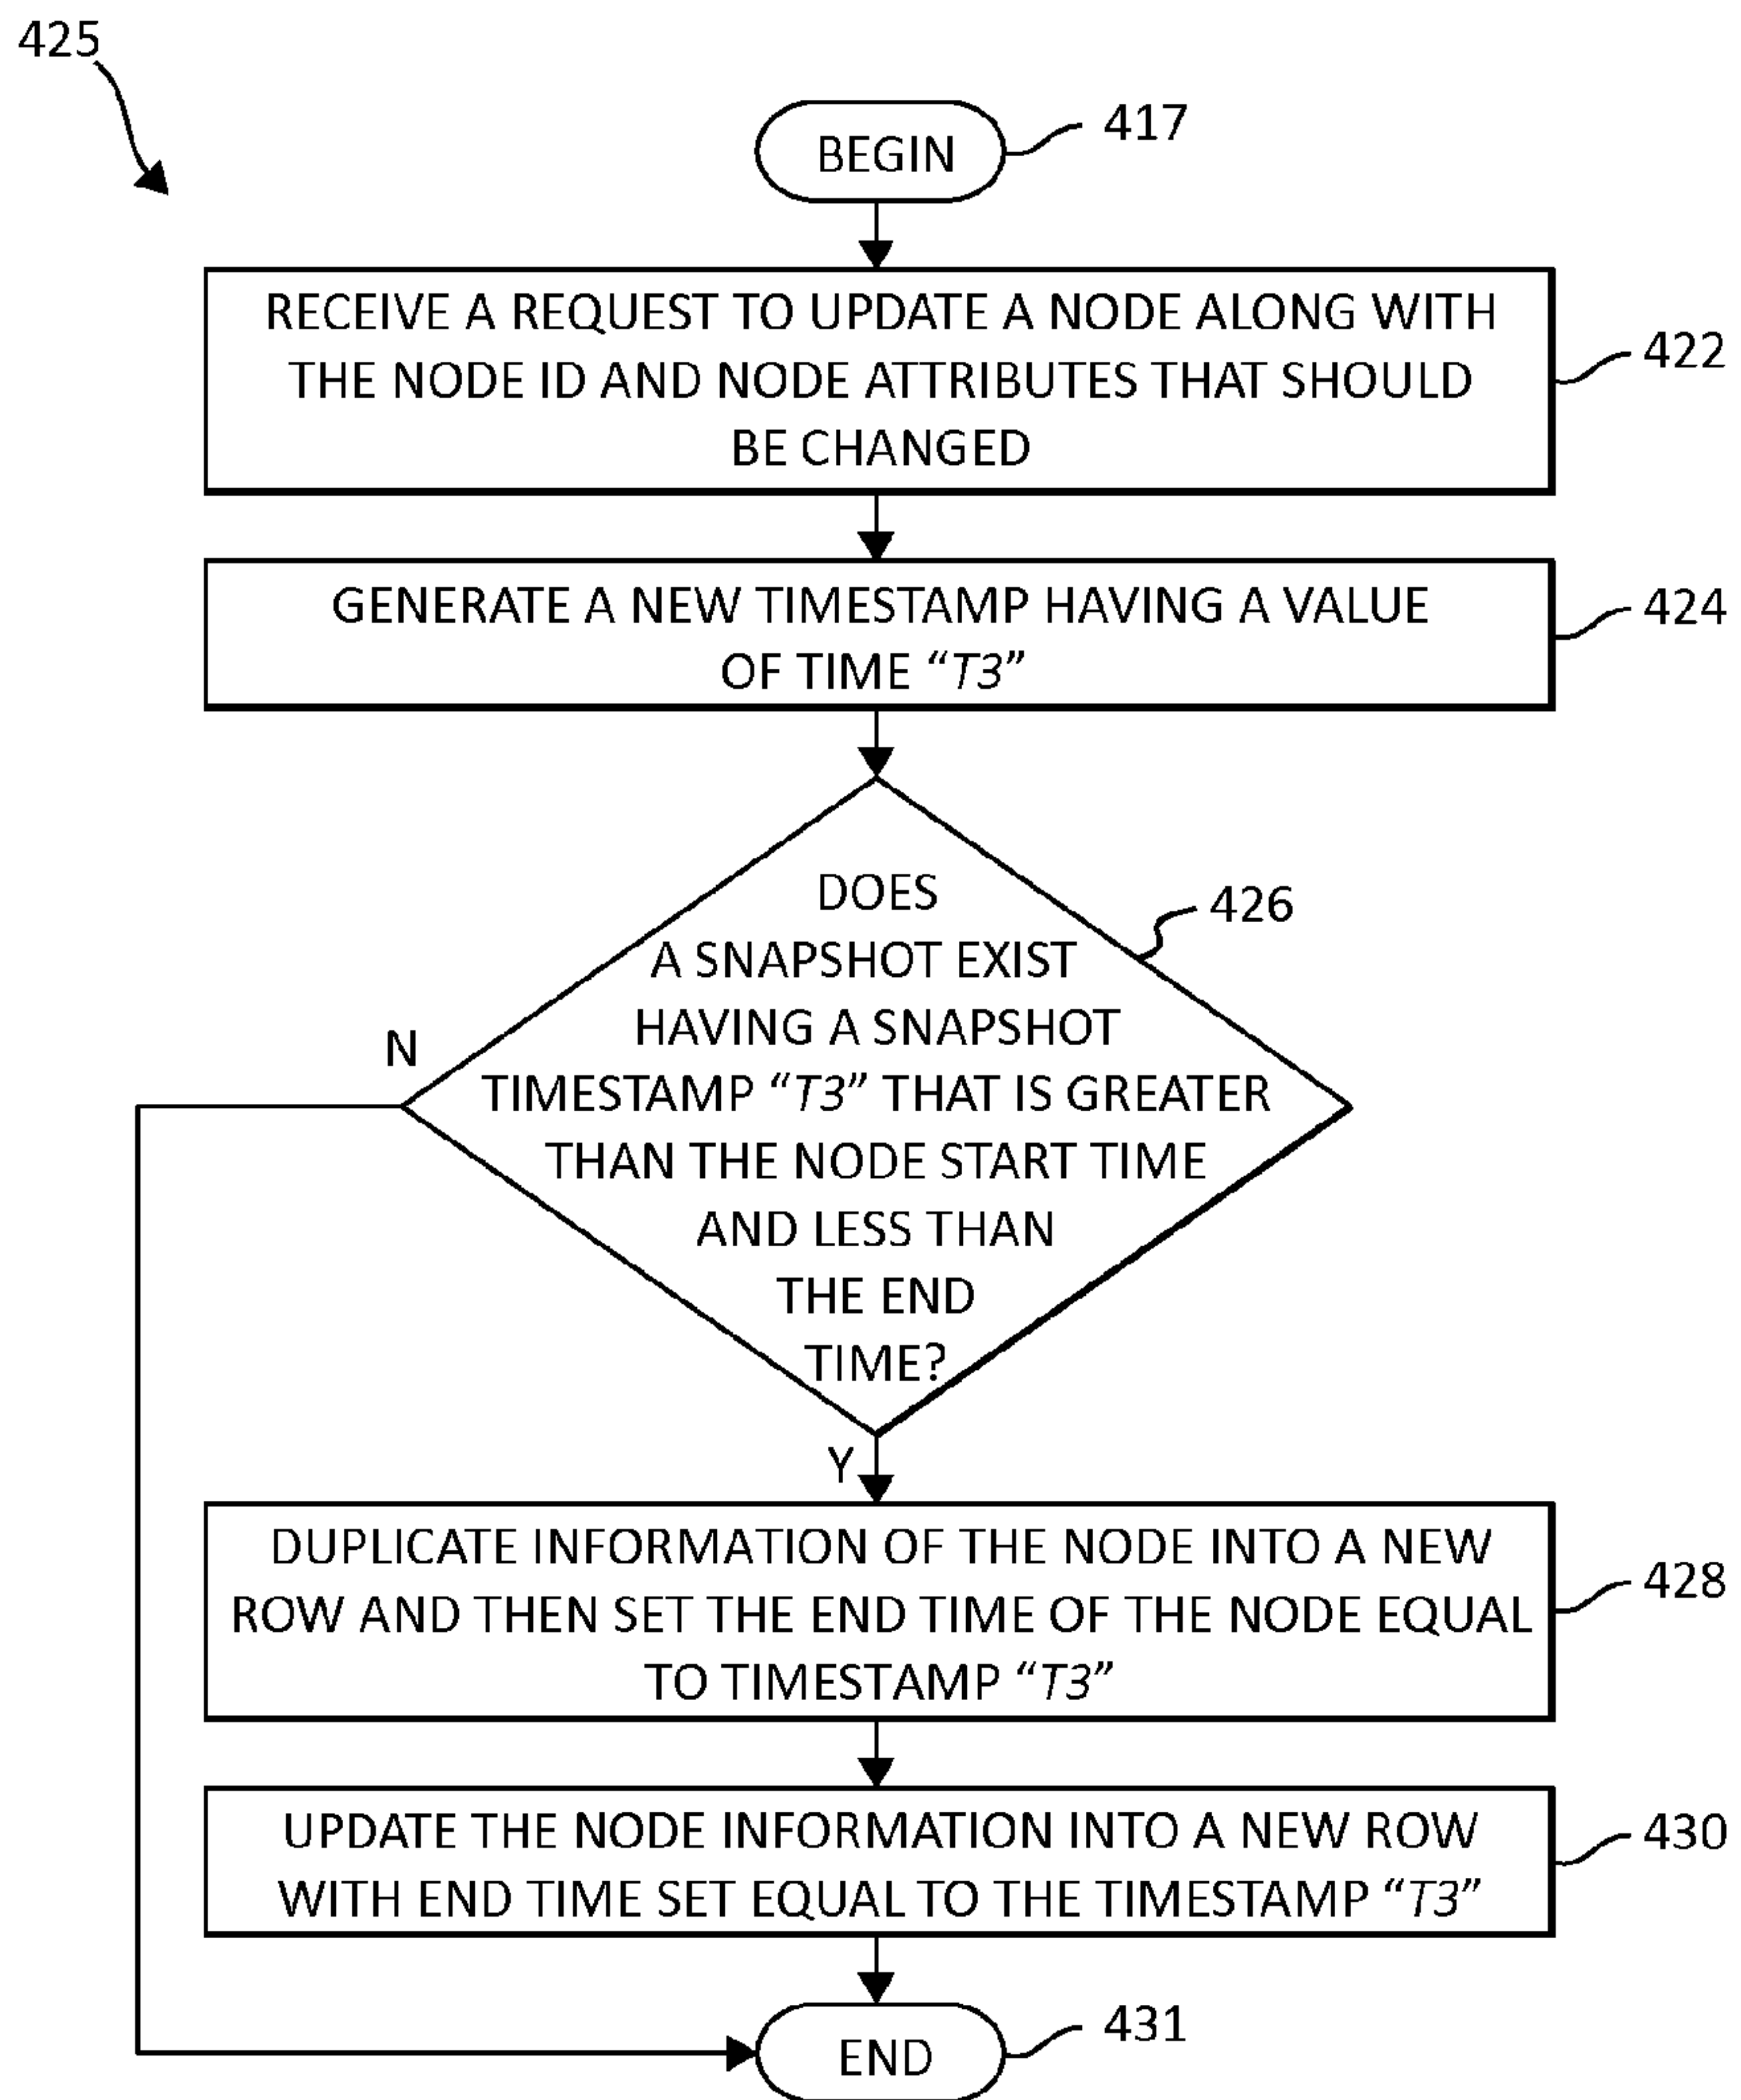 425
BEGIN
417
RECEIVE A REQUEST TO UPDATE A NODE ALONG WITH
THE NODE ID AND NODE ATTRIBUTES THAT SHOULD
BE CHANGED
422
GENERATE A NEW TIMESTAMP HAVING A VALUE
OF TIME “T3”
424
DOES
A SNAPSHOT EXIST
HAVING A SNAPSHOT
TIMESTAMP “T3” THAT IS GREATER
THAN THE NODE START TIME
AND LESS THAN
THE END
TIME?
426
N
Y
DUPLICATE INFORMATION OF THE NODE INTO A NEW
ROW AND THEN SET THE END TIME OF THE NODE EQUAL
TO TIMESTAMP “T3”
428
UPDATE THE NODE INFORMATION INTO A NEW ROW
WITH END TIME SET EQUAL TO THE TIMESTAMP “T3”
430
END
431